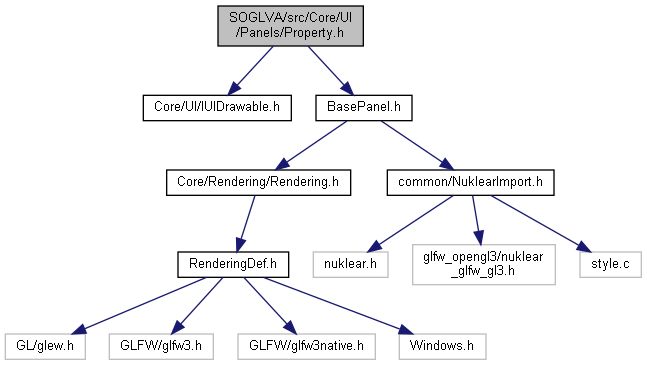 SOGLVA/src/Core/UI
/Panels/Property.h
Core/UI/IUIDrawable.h
BasePanel.h
Core/Rendering/Rendering.h
common/NuklearImport.h
RenderingDef.h
nuklear.h
glfw_opengl3/nuklear
_glfw_gl3.h
style.c
GL/glew.h
GLFW/glfw3.h
GLFW/glfw3native.h
Windows.h